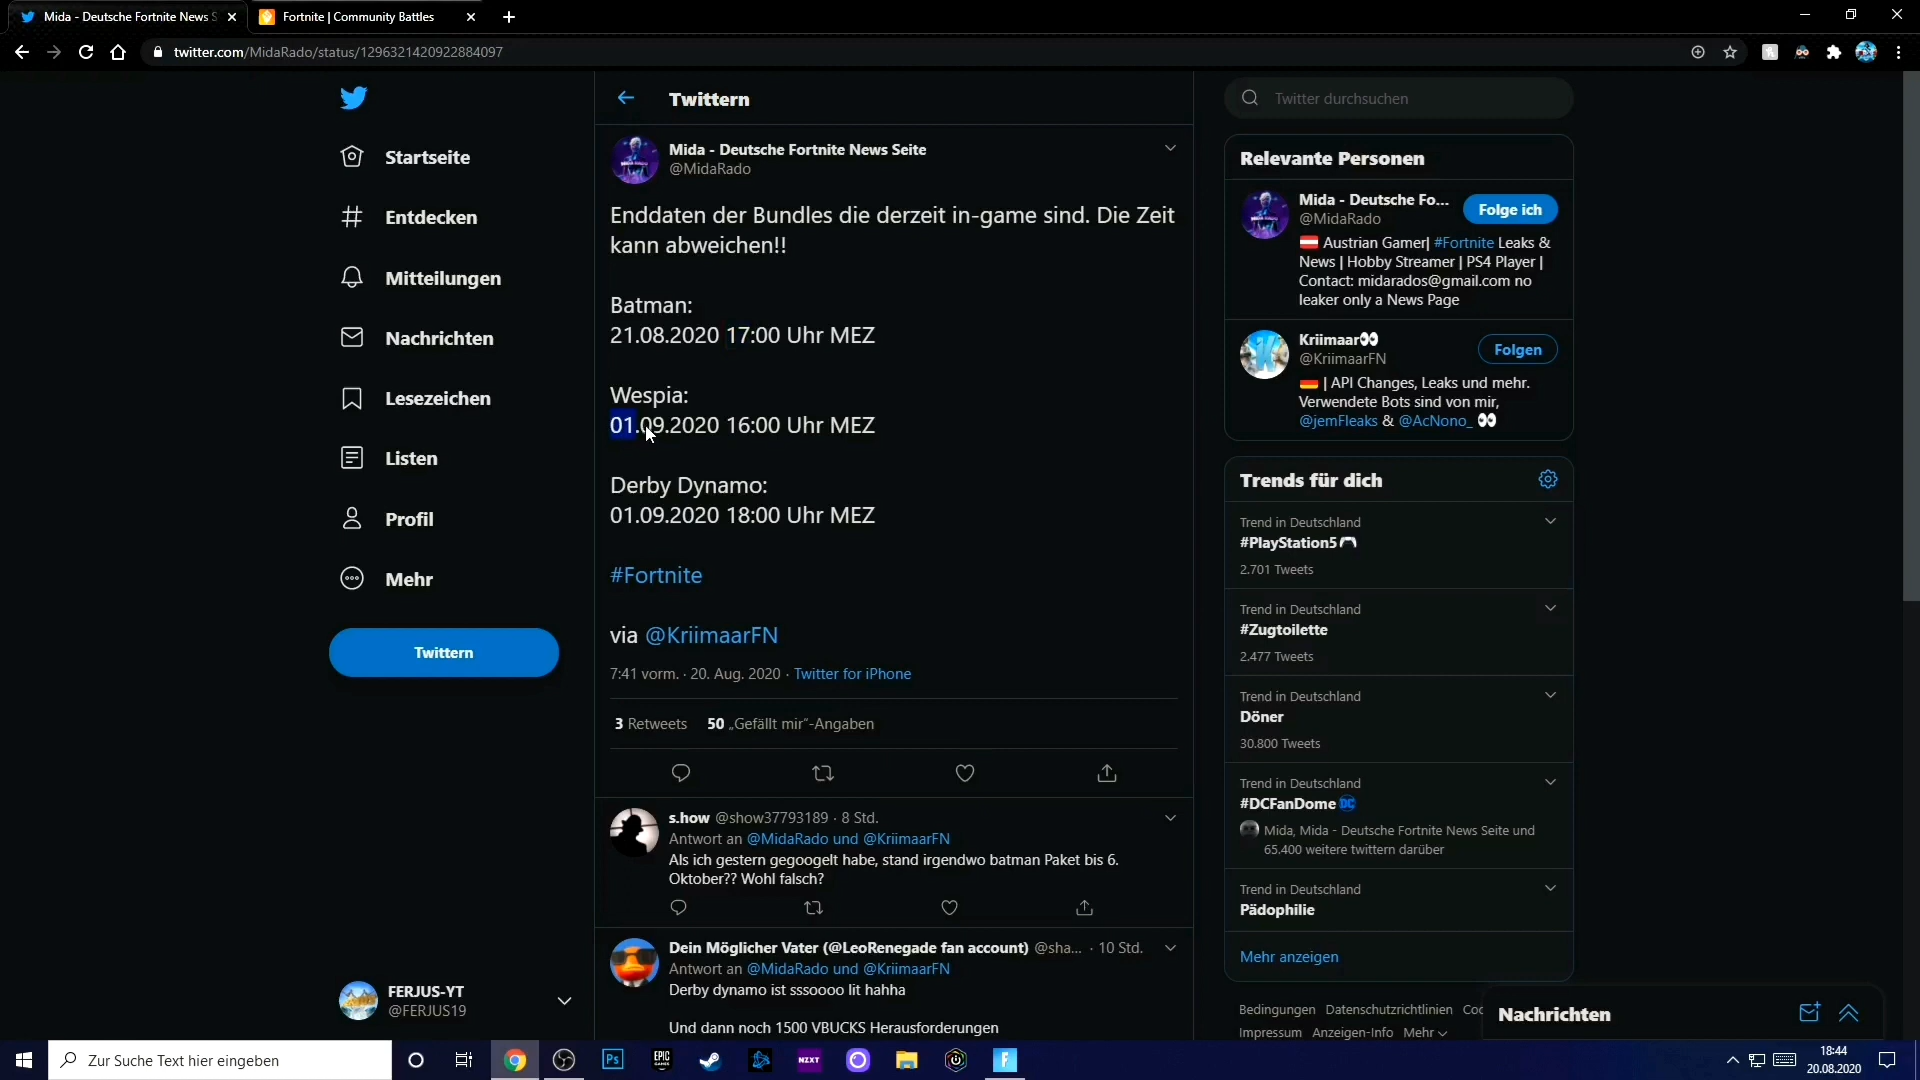 Mida - Deutsche Fortnite News S
Fortnite | Community Battles
twitter.com/MidaRado/status/1296321420922884097
Startseite
Entdecken
Mitteilungen
Nachrichten
Lesezeichen
Listen
Profil
Mehr
Twittern
FERJUS-YT
@FERJUS19
Twittern
Mida - Deutsche Fortnite News Seite
@MidaRado
Enddaten der Bundles die derzeit in-game sind. Die Zeit
kann abweichen!!
Batman:
21.08.2020 17:00 Uhr MEZ
Wespia:
01.09.2020 16:00 Uhr MEZ
Derby Dynamo:
01.09.2020 18:00 Uhr MEZ
#Fortnite
via @KriimaarFN
7:41 vorm. · 20. Aug. 2020 · Twitter for iPhone
3 Retweets 50 „Gefällt mir“-Angaben
s.how @show37793189 · 8 Std.
Antwort an @MidaRado und @KriimaarFN
Als ich gestern gegoogelt habe, stand irgendwo batman Paket bis 6.
Oktober?? Wohl falsch?
Dein Möglicher Vater (@LeoRenegade fan account) @sha... · 10 Std.
Antwort an @MidaRado und @KriimaarFN
Derby dynamo ist sssoooo lit hahha
Und dann noch 1500 VBUCKS Herausforderungen
Twitter durchsuchen
Relevante Personen
Mida - Deutsche Fo...
@MidaRado
Folge ich
Austrian Gamer| #Fortnite Leaks &
News | Hobby Streamer | PS4 Player |
Contact: midarados@gmail.com no
leaker only a News Page
Kriimaar
@KriimaarFN
Folgen
| API Changes, Leaks und mehr.
Verwendete Bots sind von mir,
@jemFleaks & @AcNono_
Trends für dich
Trend in Deutschland
#PlayStation5
2.701 Tweets
Trend in Deutschland
#Zugtoilette
2.477 Tweets
Trend in Deutschland
Döner
30.800 Tweets
Trend in Deutschland
#DCFanDome
Mida, Mida - Deutsche Fortnite News Seite und
65.400 weitere twittern darüber
Trend in Deutschland
Pädophilie
Mehr anzeigen
Bedingungen Datenschutzrichtlinien Coo
Impressum Anzeigen-Info Mehr
Nachrichten
Zur Suche Text hier eingeben
Ps
EPIC GAMES
NZXT
18:44
20.08.2020